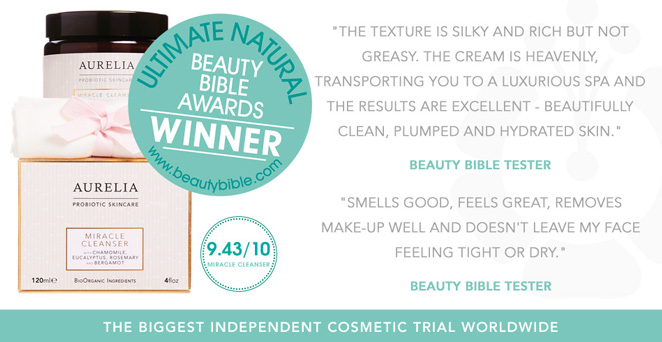 AURELIA
PROBIOTIC SKINCARE
MIRACLE CLEANSER
AURELIA
PROBIOTIC SKINCARE
MIRACLE
CLEANSER
WITH CHAMOMILE,
EUCALYPTUS, ROSEMARY
AND BERGAMOT
120ml℮
BIOORGANIC INGREDIENTS
4floz
ULTIMATE NATURAL
BEAUTY
BIBLE
AWARDS
WINNER
www.beautybible.com
9.43/10
MIRACLE CLEANSER
"THE TEXTURE IS SILKY AND RICH BUT NOT
GREASY. THE CREAM IS HEAVENLY,
TRANSPORTING YOU TO A LUXURIOUS SPA AND
THE RESULTS ARE EXCELLENT - BEAUTIFULLY
CLEAN, PLUMPED AND HYDRATED SKIN."
BEAUTY BIBLE TESTER
"SMELLS GOOD, FEELS GREAT, REMOVES
MAKE-UP WELL AND DOESN'T LEAVE MY FACE
FEELING TIGHT OR DRY."
BEAUTY BIBLE TESTER
THE BIGGEST INDEPENDENT COSMETIC TRIAL WORLDWIDE